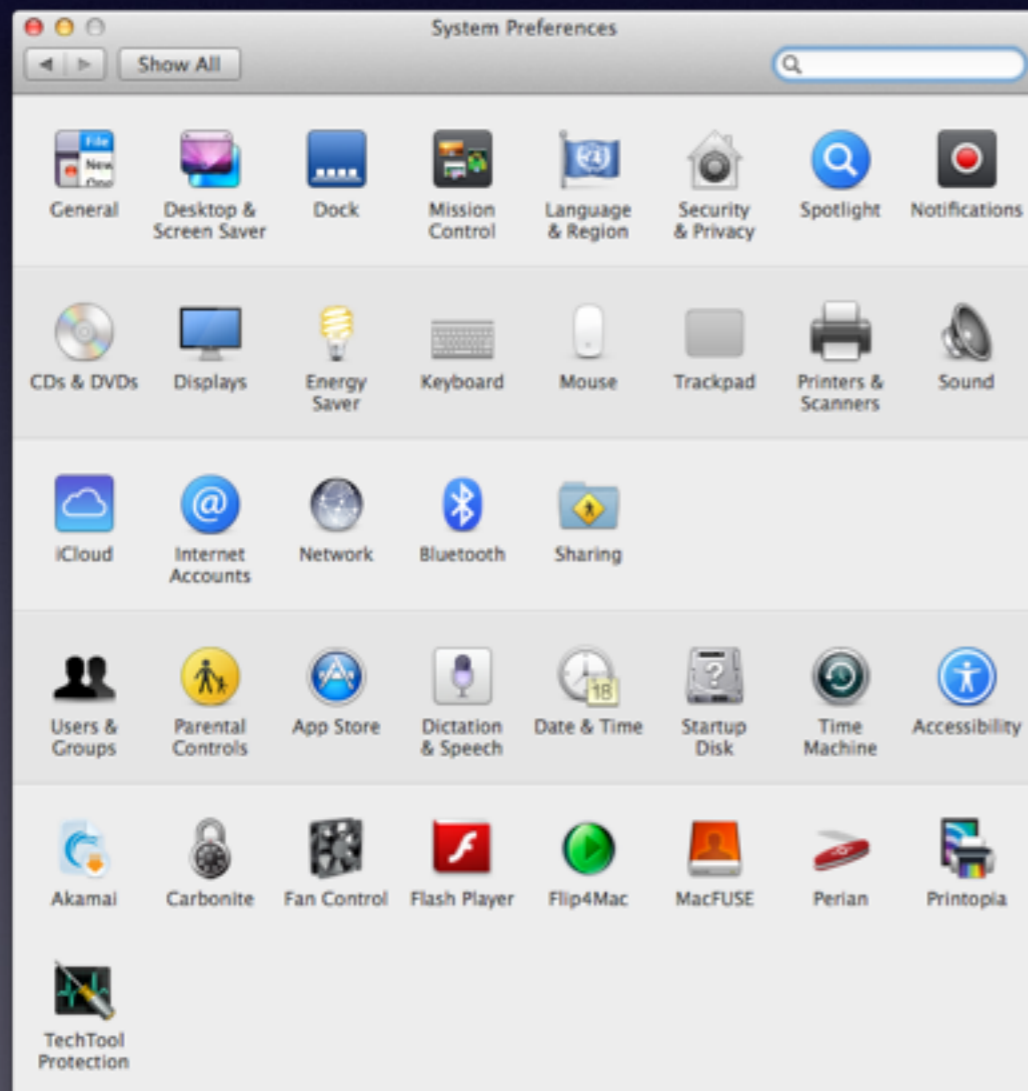 System Preferences
Show All
File
New
General
Desktop &
Screen Saver
Dock
Mission
Control
Language
& Region
Security
& Privacy
Spotlight
Notifications
CDs & DVDs
Displays
Energy
Saver
Keyboard
Mouse
Trackpad
Printers &
Scanners
Sound
iCloud
@
Internet
Accounts
Network
Bluetooth
Sharing
Users &
Groups
Parental
Controls
App Store
Dictation
& Speech
18
Date & Time
?
Startup
Disk
Time
Machine
Accessibility
Akamai
Carbonite
Fan Control
Flash Player
Flip4Mac
MacFUSE
Perian
Printopia
TechTool
Protection